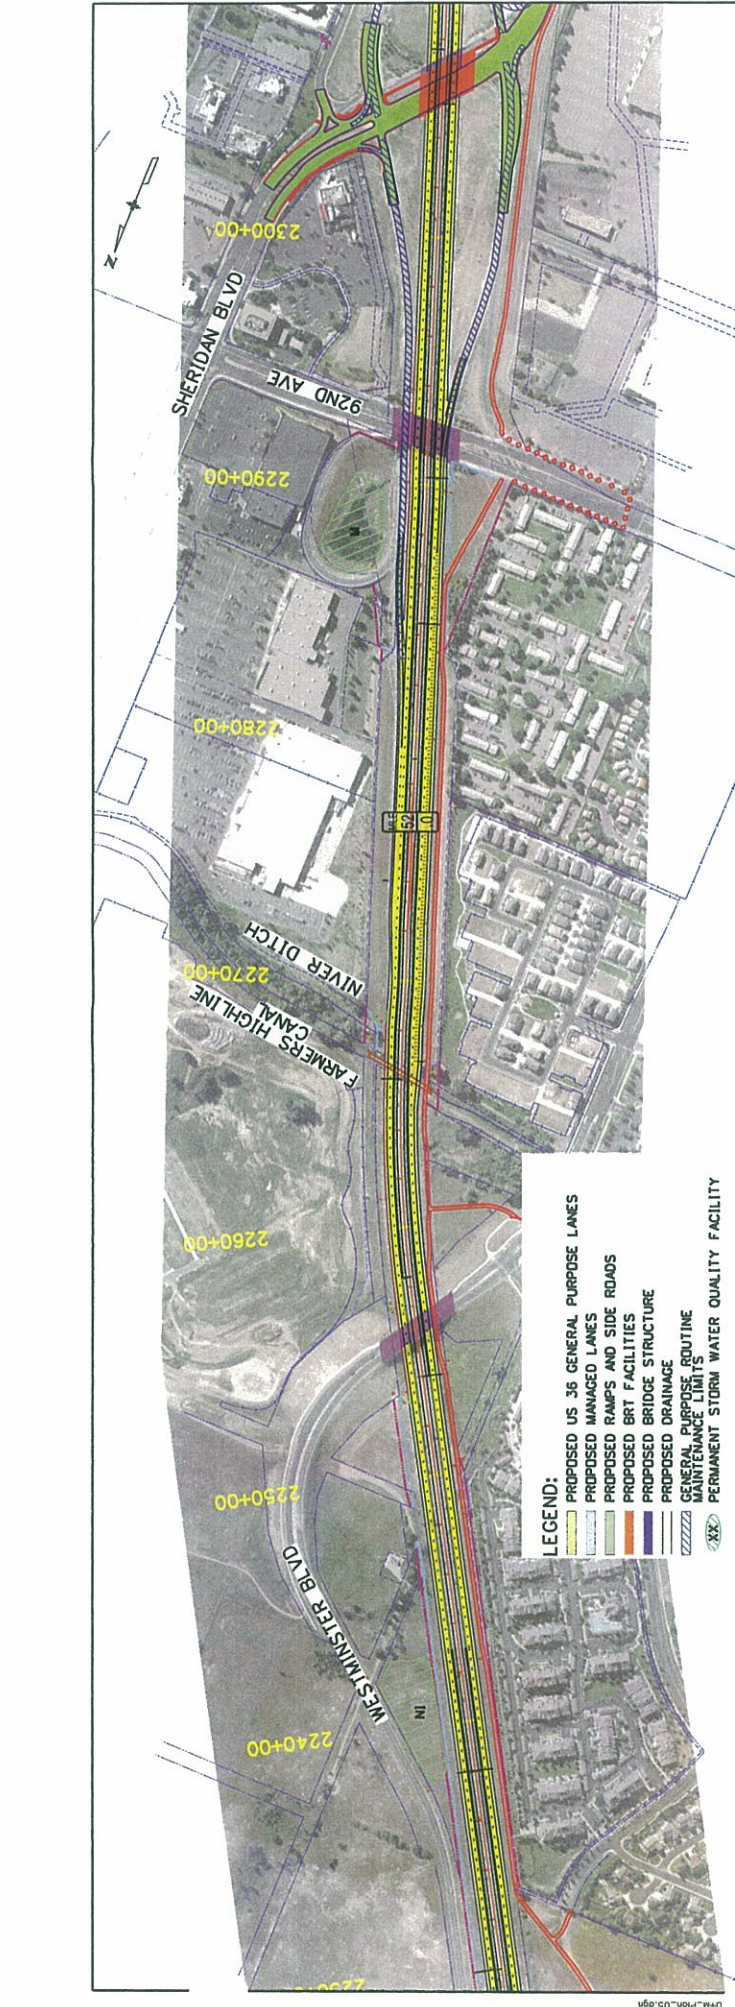 N
SHERIDAN BLVD
2300+00
92ND AVE
2290+00
M
2280+00
52
NIVER DITCH
2270+00
FARMERS HIGHLINE
CANAL
2260+00
2250+00
WESTMINSTER BLVD
2240+00
N1
LEGEND:
PROPOSED US 36 GENERAL PURPOSE LANES
PROPOSED MANAGED LANES
PROPOSED RAMPS AND SIDE ROADS
PROPOSED BRT FACILITIES
PROPOSED BRIDGE STRUCTURE
PROPOSED DRAINAGE
GENERAL PURPOSE ROUTINE
MAINTENANCE LIMITS
XX PERMANENT STORM WATER QUALITY FACILITY